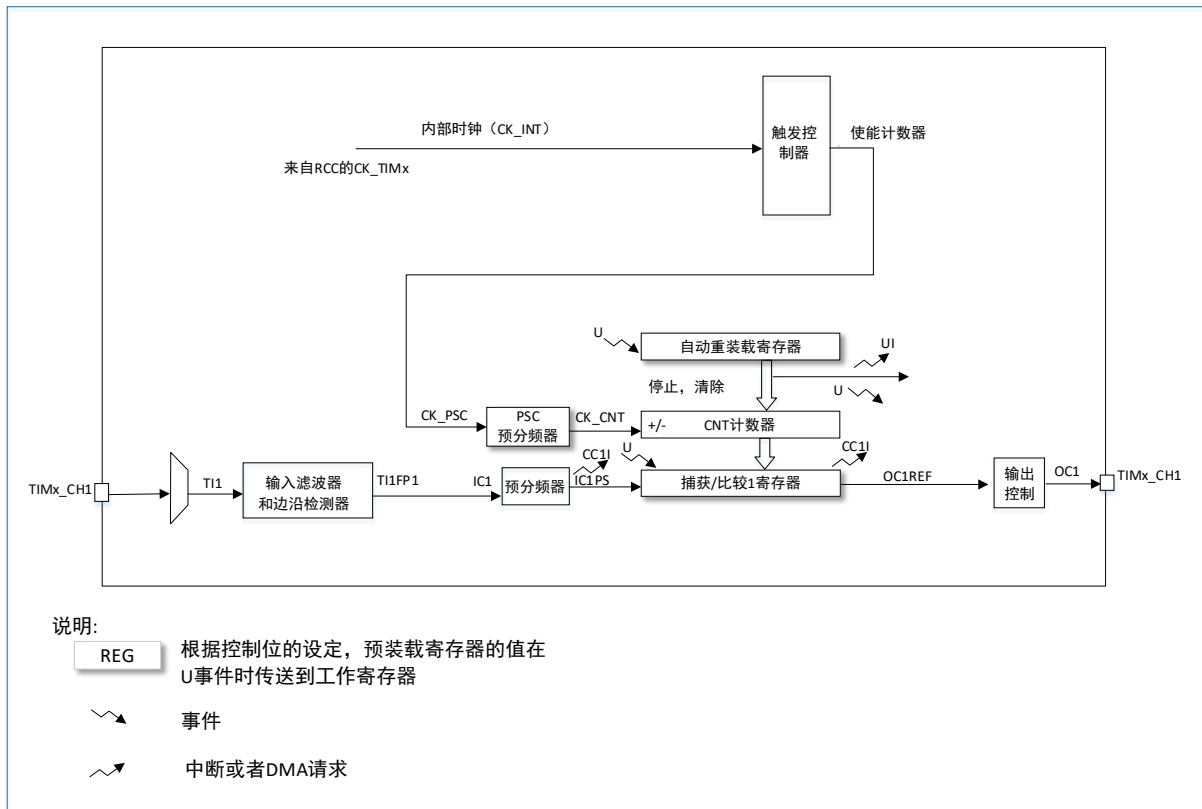 内部时钟（CK_INT）
来自RCC的CK_TIMx
触发控
制器
使能计数器
U
自动重装载寄存器
UI
停止，清除
U
CK_PSC
PSC
预分频器
CK_CNT
+/-
CNT计数器
TIMx_CH1
TI1
输入滤波器
和边沿检测器
TI1FP1
IC1
预分频器
CC1I
IC1PS
U
捕获/比较1寄存器
CC1I
OC1REF
输出
控制
OC1
TIMx_CH1
说明:
REG
根据控制位的设定，预装载寄存器的值在
U事件时传送到工作寄存器
事件
中断或者DMA请求